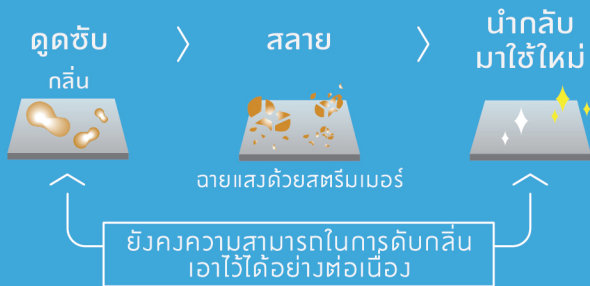 ดูดซับ
กลิ่น
สลาย
ฉายแสงด้วยสตรีมเมอร์
นำกลับ
มาใช้ใหม่
ยังคงความสามารถในการดับกลิ่น
เอาไว้ได้อย่างต่อเนื่อง